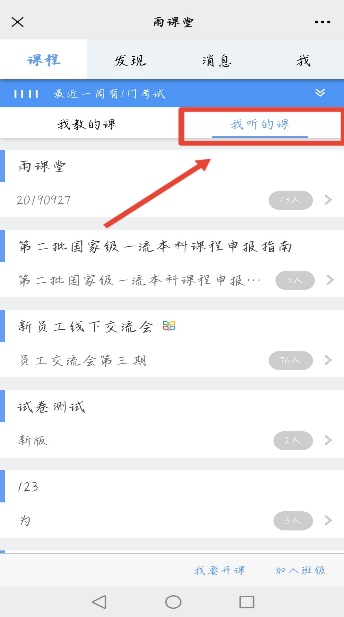 雨课堂
课程 发现 消息 我
最近一周有1门考试
我教的课 我听的课
雨课堂
20190927 13人
第二批国家级一流本科课程申报指南
第二批国家级一流本科课程申报… 3人
新员工线下交流会
员工交流会第三期 76人
试卷测试
新版 2人
123
为 3人
我要开课 加入班级